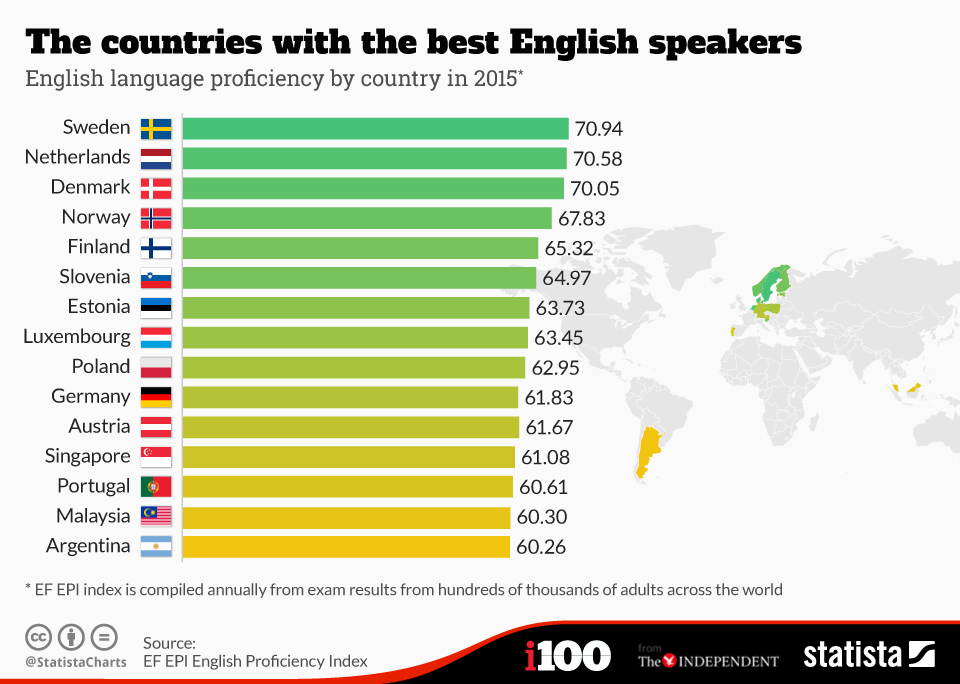 The countries with the best English speakers
English language proficiency by country in 2015*
Sweden 70.94
Netherlands 70.58
Denmark 70.05
Norway 67.83
Finland 65.32
Slovenia 64.97
Estonia 63.73
Luxembourg 63.45
Poland 62.95
Germany 61.83
Austria 61.67
Singapore 61.08
Portugal 60.61
Malaysia 60.30
Argentina 60.26
* EF EPI index is compiled annually from exam results from hundreds of thousands of adults across the world
cc
@StatistaCharts
Source:
EF EPI English Proficiency Index
i100
from
The INDEPENDENT
statista